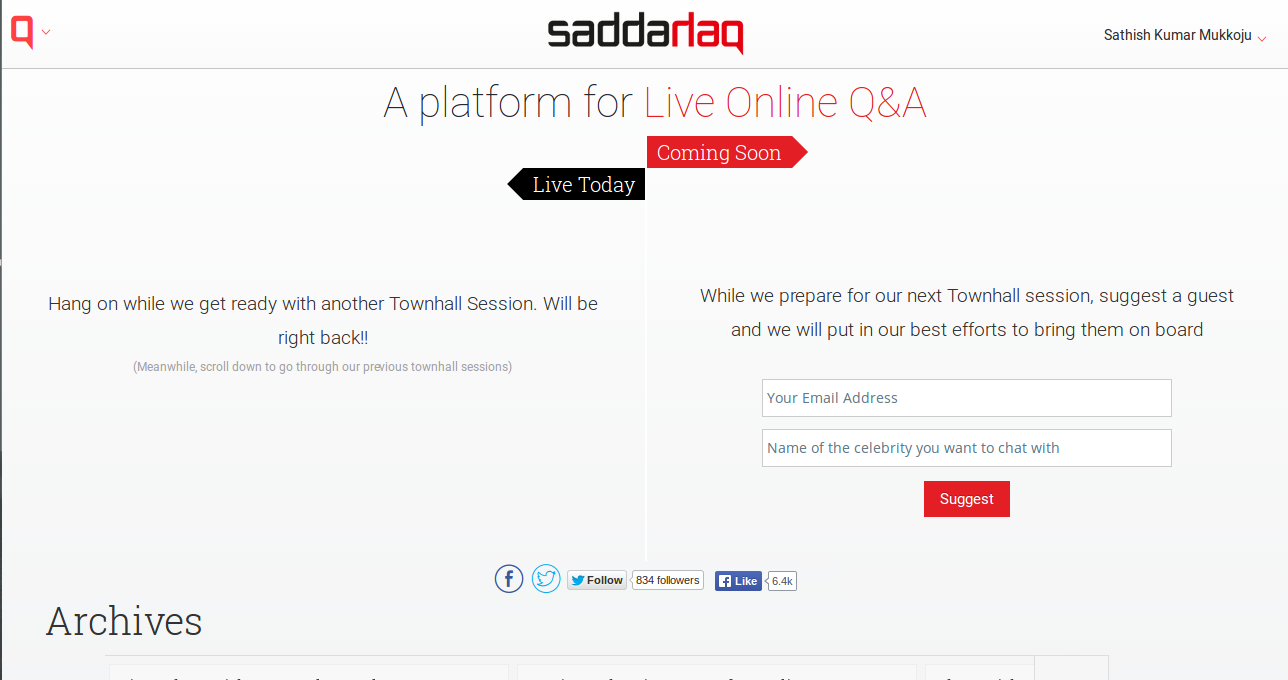 saddahaq
Sathish Kumar Mukkoju
A platform for Live Online Q&A
Coming Soon
Live Today
Hang on while we get ready with another Townhall Session. Will be
right back!!
(Meanwhile, scroll down to go through our previous townhall sessions)
While we prepare for our next Townhall session, suggest a guest
and we will put in our best efforts to bring them on board
Your Email Address
Name of the celebrity you want to chat with
Suggest
Follow 834 followers Like 6.4k
Archives